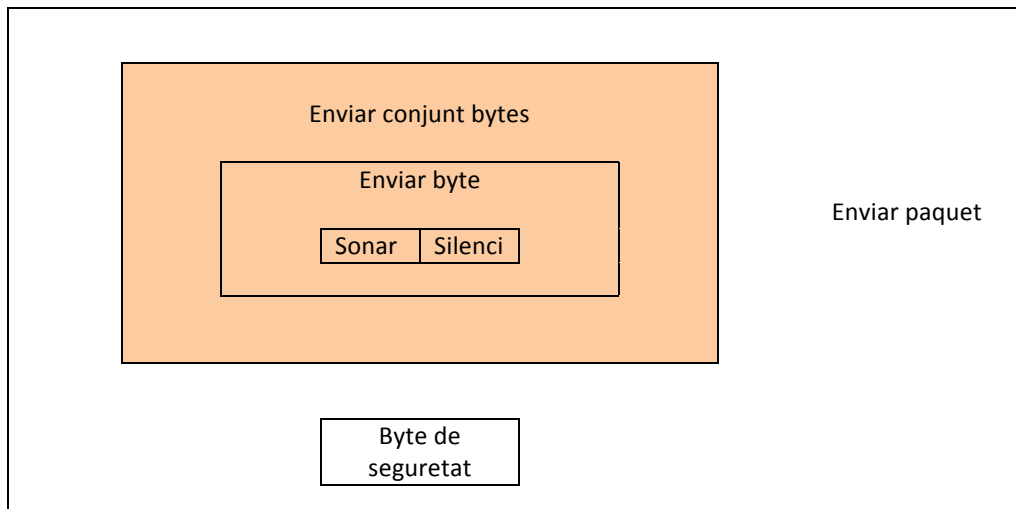 Enviar conjunt bytes
Enviar byte
Enviar paquet
Sonar
Silenci
Byte de
seguretat